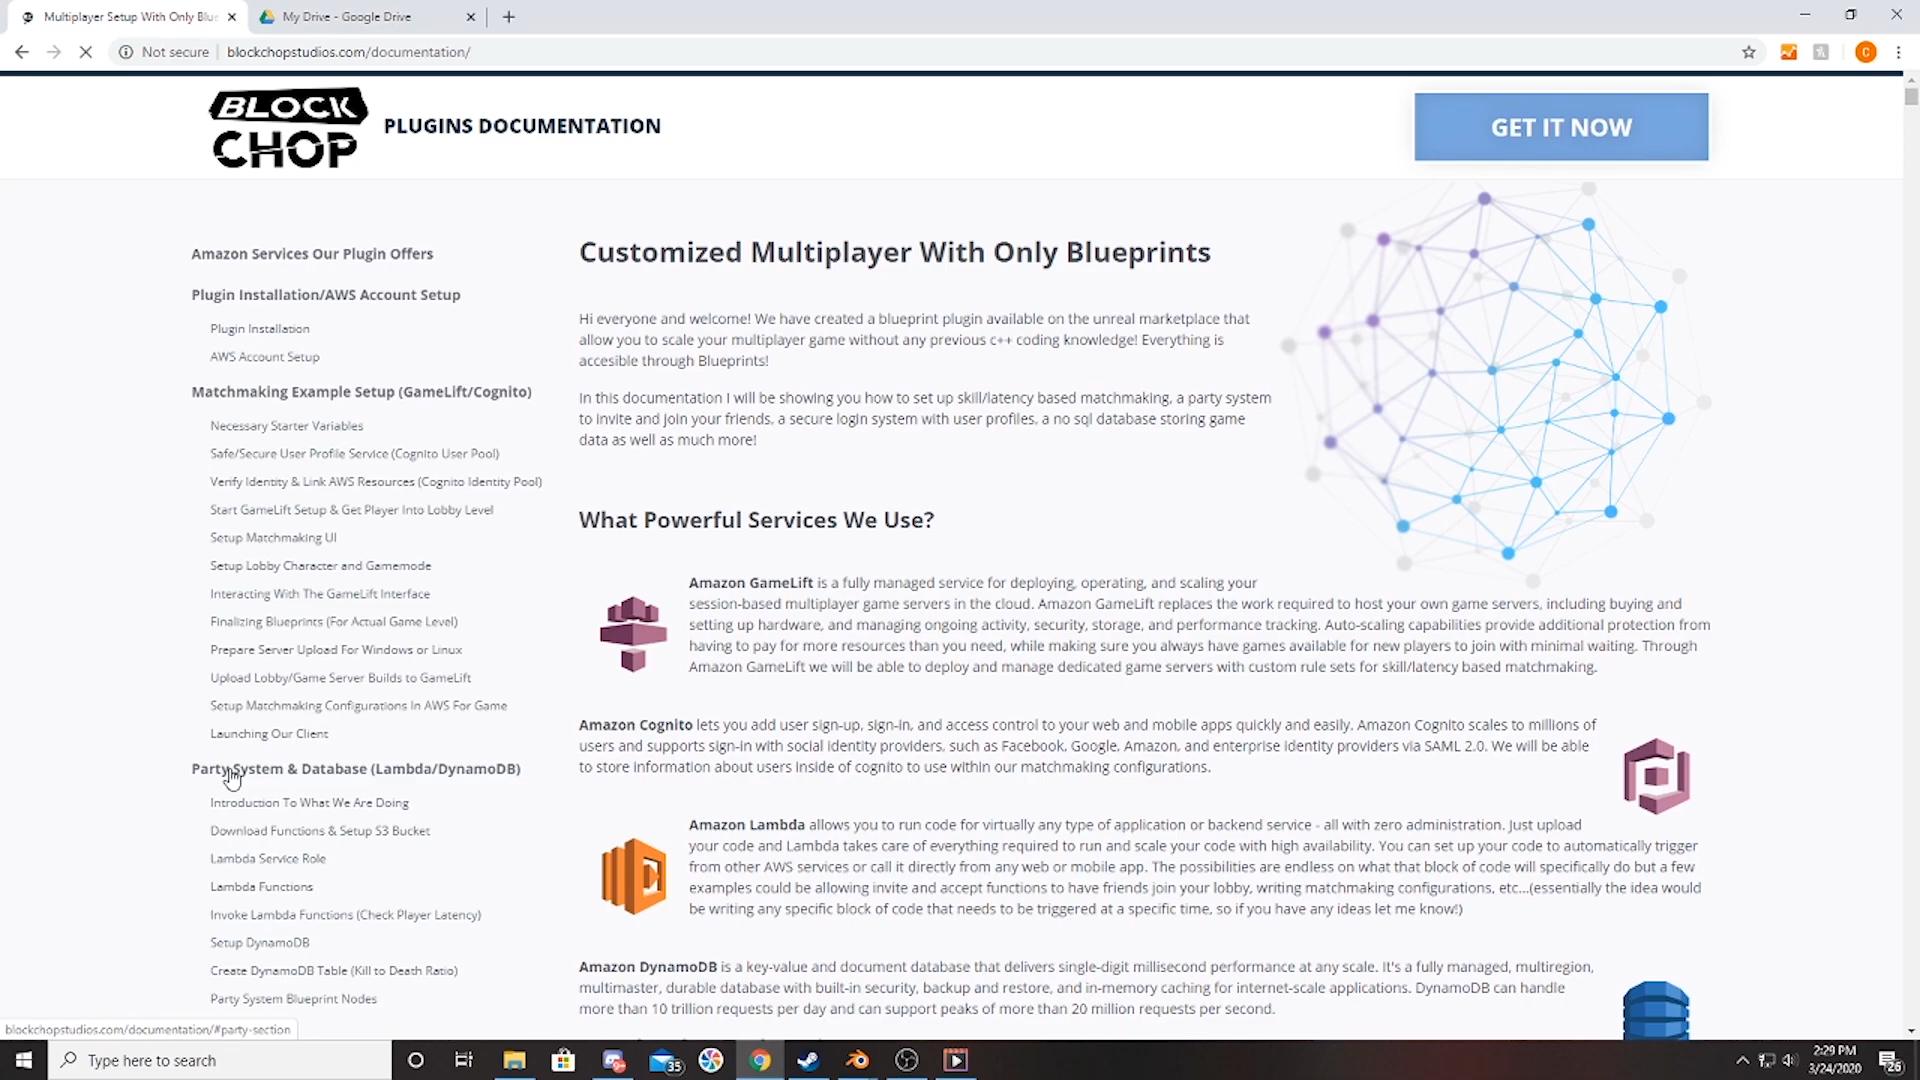 Multiplayer Setup With Only Blue
My Drive - Google Drive
Not secure
blockchopstudios.com/documentation/
C
BLOCK
CHOP
PLUGINS DOCUMENTATION
GET IT NOW
Amazon Services Our Plugin Offers
Plugin Installation/AWS Account Setup
Plugin Installation
AWS Account Setup
Matchmaking Example Setup (GameLift/Cognito)
Necessary Starter Variables
Safe/Secure User Profile Service (Cognito User Pool)
Verify Identity & Link AWS Resources (Cognito Identity Pool)
Start GameLift Setup & Get Player Into Lobby Level
Setup Matchmaking UI
Setup Lobby Character and Gamemode
Interacting With The GameLift Interface
Finalizing Blueprints (For Actual Game Level)
Prepare Server Upload For Windows or Linux
Upload Lobby/Game Server Builds to GameLift
Setup Matchmaking Configurations In AWS For Game
Launching Our Client
Party System & Database (Lambda/DynamoDB)
Introduction To What We Are Doing
Download Functions & Setup S3 Bucket
Lambda Service Role
Lambda Functions
Invoke Lambda Functions (Check Player Latency)
Setup DynamoDB
Create DynamoDB Table (Kill to Death Ratio)
Party System Blueprint Nodes
Customized Multiplayer With Only Blueprints
Hi everyone and welcome! We have created a blueprint plugin available on the unreal marketplace that
allow you to scale your multiplayer game without any previous c++ coding knowledge! Everything is
accesible through Blueprints!
In this documentation I will be showing you how to set up skill/latency based matchmaking, a party system
to invite and join your friends, a secure login system with user profiles, a no sql database storing game
data as well as much more!
What Powerful Services We Use?
Amazon GameLift is a fully managed service for deploying, operating, and scaling your
session-based multiplayer game servers in the cloud. Amazon GameLift replaces the work required to host your own game servers, including buying and
setting up hardware, and managing ongoing activity, security, storage, and performance tracking. Auto-scaling capabilities provide additional protection from
having to pay for more resources than you need, while making sure you always have games available for new players to join with minimal waiting. Through
Amazon GameLift we will be able to deploy and manage dedicated game servers with custom rule sets for skill/latency based matchmaking.
Amazon Cognito lets you add user sign-up, sign-in, and access control to your web and mobile apps quickly and easily. Amazon Cognito scales to millions of
users and supports sign-in with social identity providers, such as Facebook, Google, Amazon, and enterprise identity providers via SAML 2.0. We will be able
to store information about users inside of cognito to use within our matchmaking configurations.
Amazon Lambda allows you to run code for virtually any type of application or backend service - all with zero administration. Just upload
your code and Lambda takes care of everything required to run and scale your code with high availability. You can set up your code to automatically trigger
from other AWS services or call it directly from any web or mobile app. The possibilities are endless on what that block of code will specifically do but a few
examples could be allowing invite and accept functions to have friends join your lobby, writing matchmaking configurations, etc...(essentially the idea would
be writing any specific block of code that needs to be triggered at a specific time, so if you have any ideas let me know!)
Amazon DynamoDB is a key-value and document database that delivers single-digit millisecond performance at any scale. It's a fully managed, multiregion,
multimaster, durable database with built-in security, backup and restore, and in-memory caching for internet-scale applications. DynamoDB can handle
more than 10 trillion requests per day and can support peaks of more than 20 million requests per second.
blockchopstudios.com/documentation/#party-section
Type here to search
35
2:29 PM
3/24/2020
26